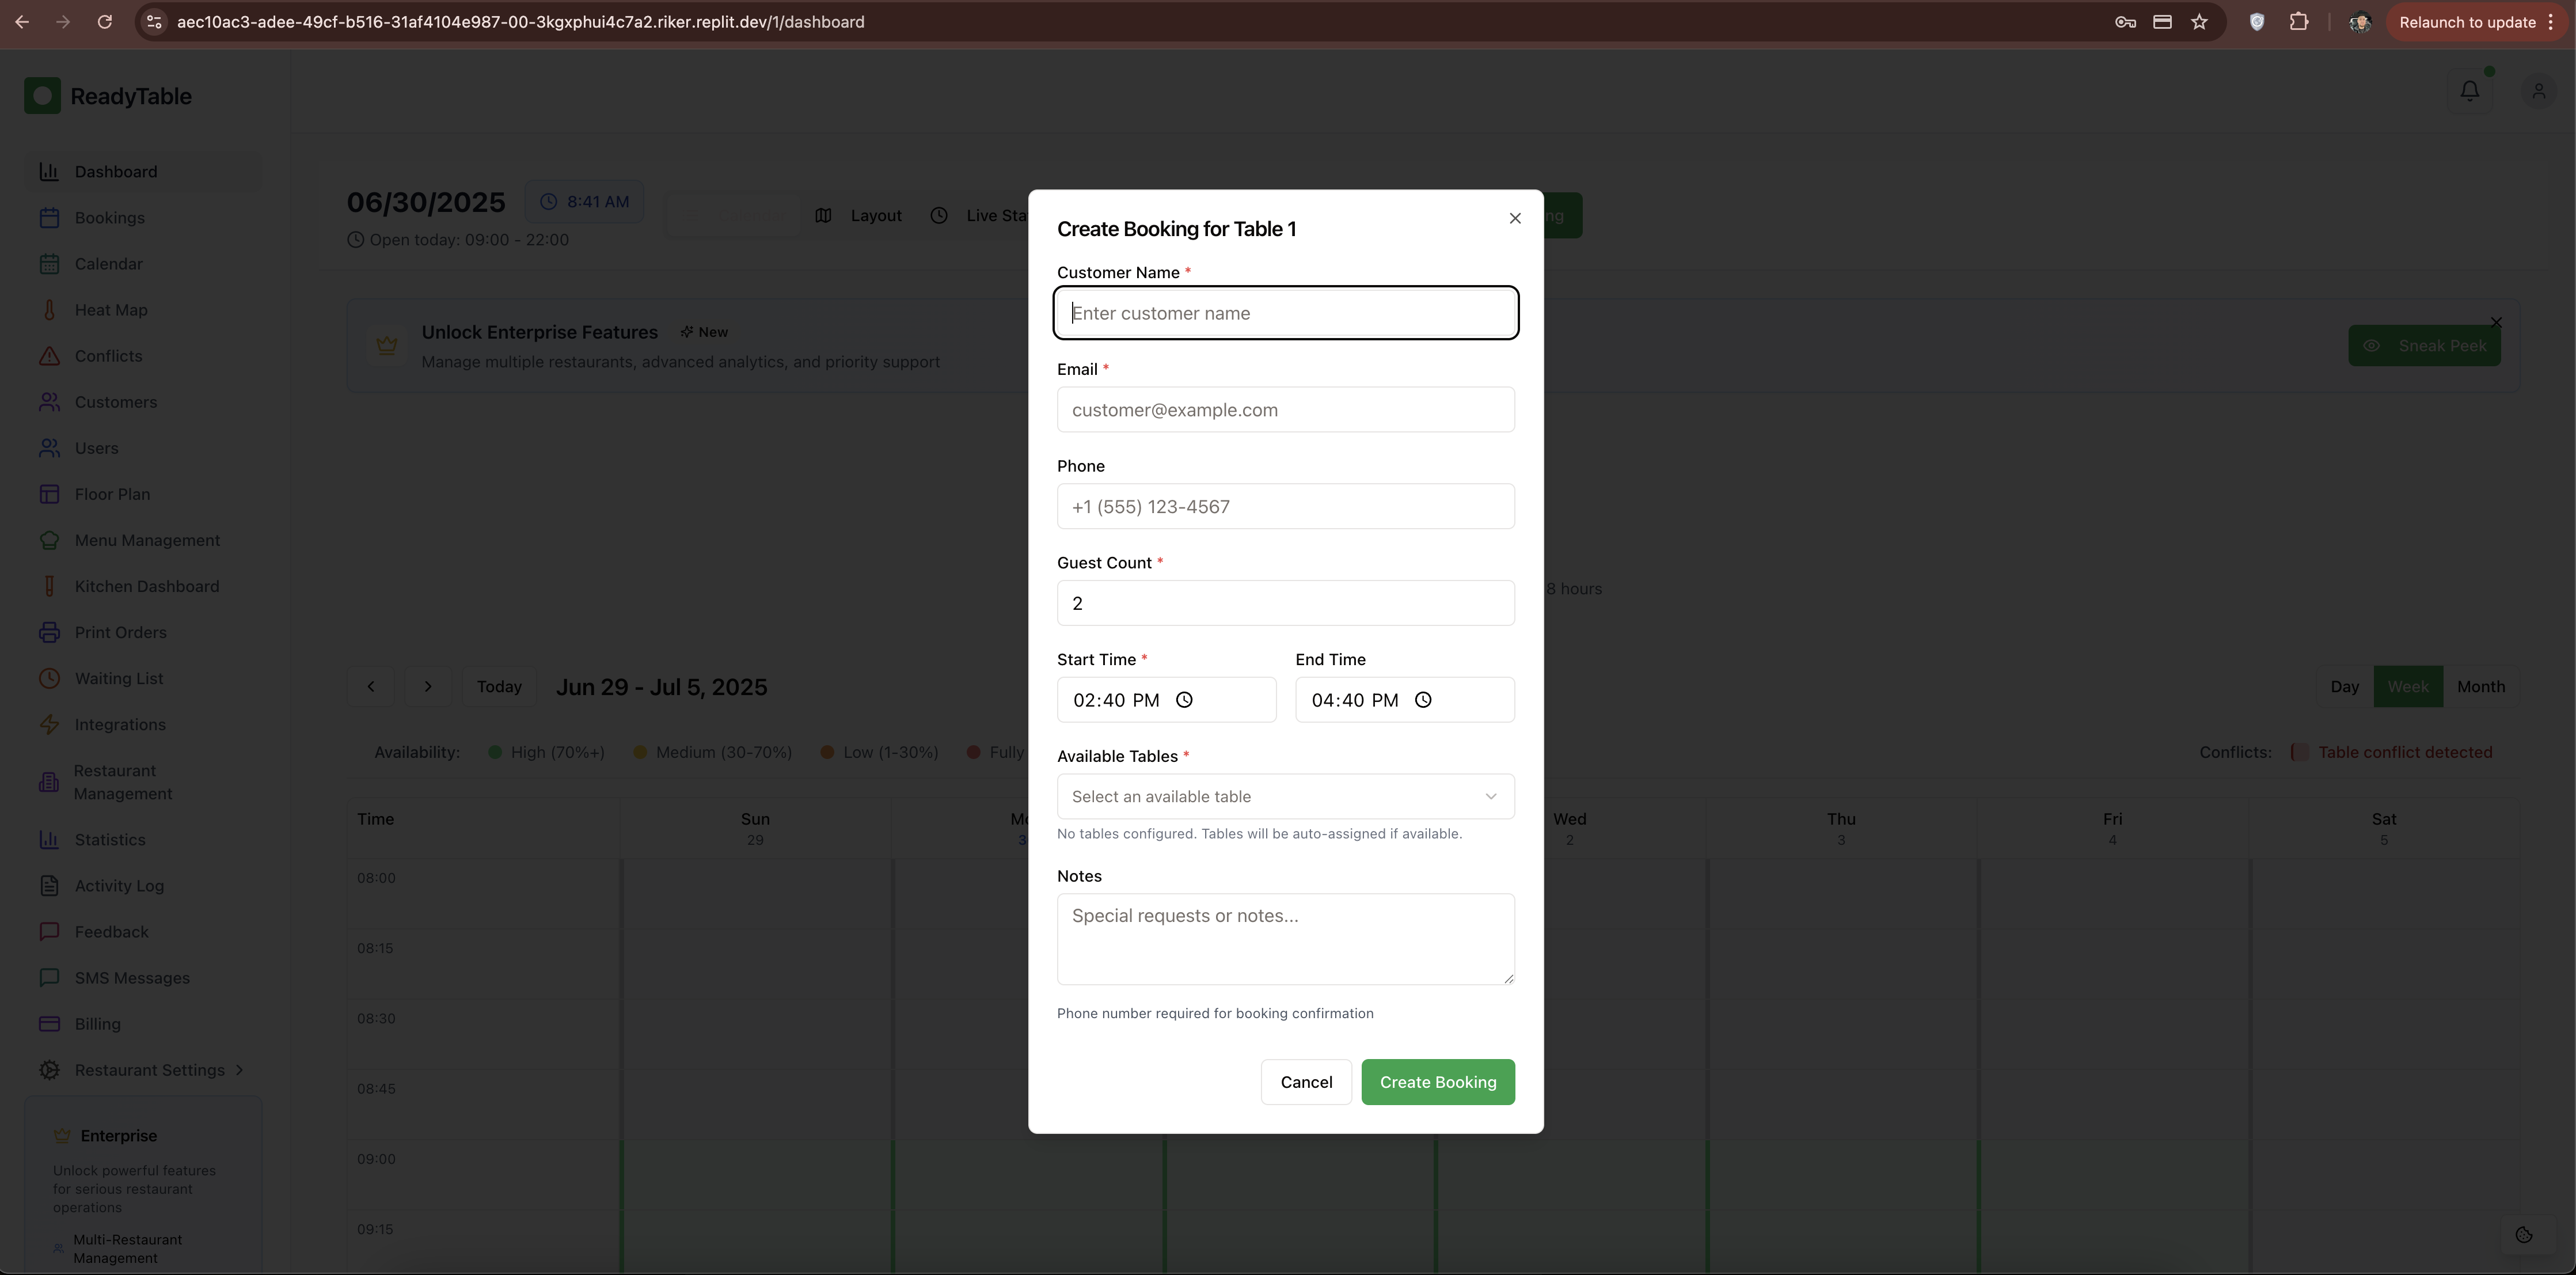 aec10ac3-adee-49cf-b516-31af4104e987-00-3kgxphui4c7a2.riker.replit.dev/1/dashboard
Relaunch to update
ReadyTable
Dashboard
Bookings
Calendar
Heat Map
Conflicts
Customers
Users
Floor Plan
Menu Management
Kitchen Dashboard
Print Orders
Waiting List
Integrations
Restaurant
Management
Statistics
Activity Log
Feedback
SMS Messages
Billing
Restaurant Settings
Enterprise
Unlock powerful features
for serious restaurant
operations
Multi-Restaurant
Management
06/30/2025
8:41 AM
Open today: 09:00 - 22:00
Layout
Live Sta
ng
Unlock Enterprise Features
New
Manage multiple restaurants, advanced analytics, and priority support
Sneak Peek
8 hours
Today
Jun 29 - Jul 5, 2025
Day
Week
Month
Availability:
High (70%+)
Medium (30-70%)
Low (1-30%)
Fully
Conflicts:
Table conflict detected
Time
Sun
29
Mo
3
Wed
2
Thu
3
Fri
4
Sat
5
08:00
08:15
08:30
08:45
09:00
09:15
Create Booking for Table 1
Customer Name *
Enter customer name
Email *
customer@example.com
Phone
+1 (555) 123-4567
Guest Count *
2
Start Time *
End Time
02:40 PM
04:40 PM
Available Tables *
Select an available table
No tables configured. Tables will be auto-assigned if available.
Notes
Special requests or notes...
Phone number required for booking confirmation
Cancel
Create Booking